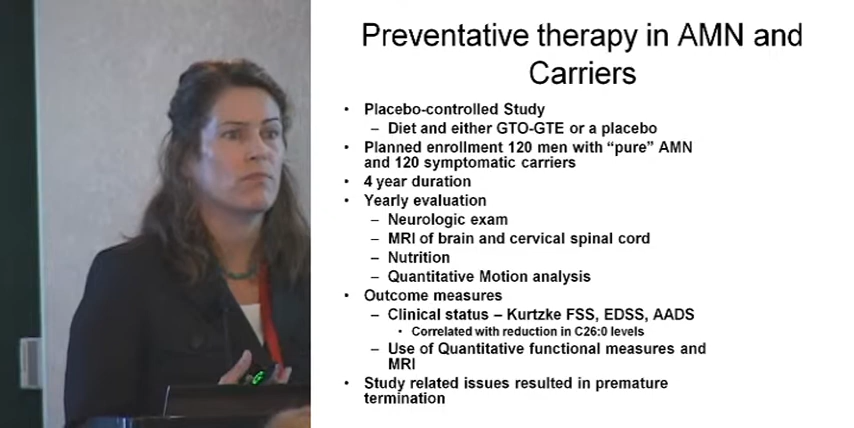 Preventative therapy in AMN and
Carriers
• Placebo-controlled Study
– Diet and either GTO-GTE or a placebo
• Planned enrollment 120 men with “pure” AMN
and 120 symptomatic carriers
• 4 year duration
• Yearly evaluation
– Neurologic exam
– MRI of brain and cervical spinal cord
– Nutrition
– Quantitative Motion analysis
• Outcome measures
– Clinical status – Kurtzke FSS, EDSS, AADS
• Correlated with reduction in C26:0 levels
– Use of Quantitative functional measures and
MRI
• Study related issues resulted in premature
termination